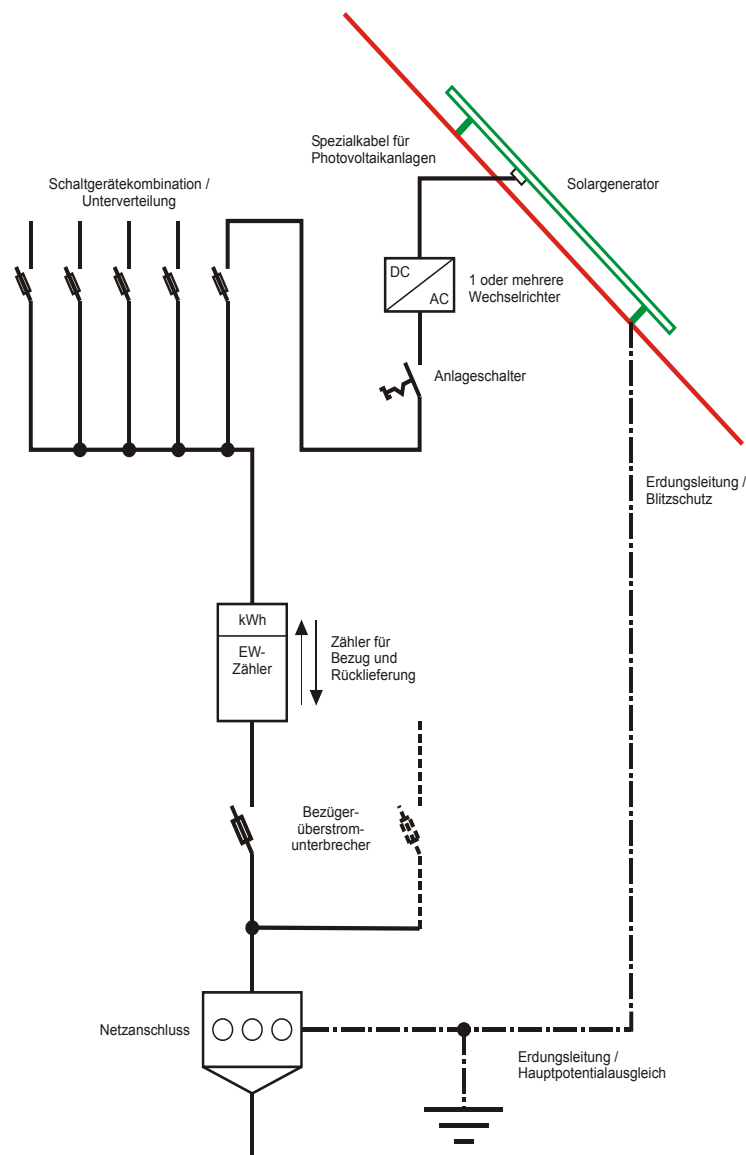 Spezialkabel für
Photovoltaikanlagen
Schaltgerätekombination /
Unterverteilung
Solargenerator
DC
AC
1 oder mehrere
Wechselrichter
Anlageschalter
Erdungsleitung /
Blitzschutz
kWh
EW-
Zähler
Zähler für
Bezug und
Rücklieferung
Bezüger-
überstrom-
unterbrecher
Netzanschluss
Erdungsleitung /
Hauptpotentialausgleich